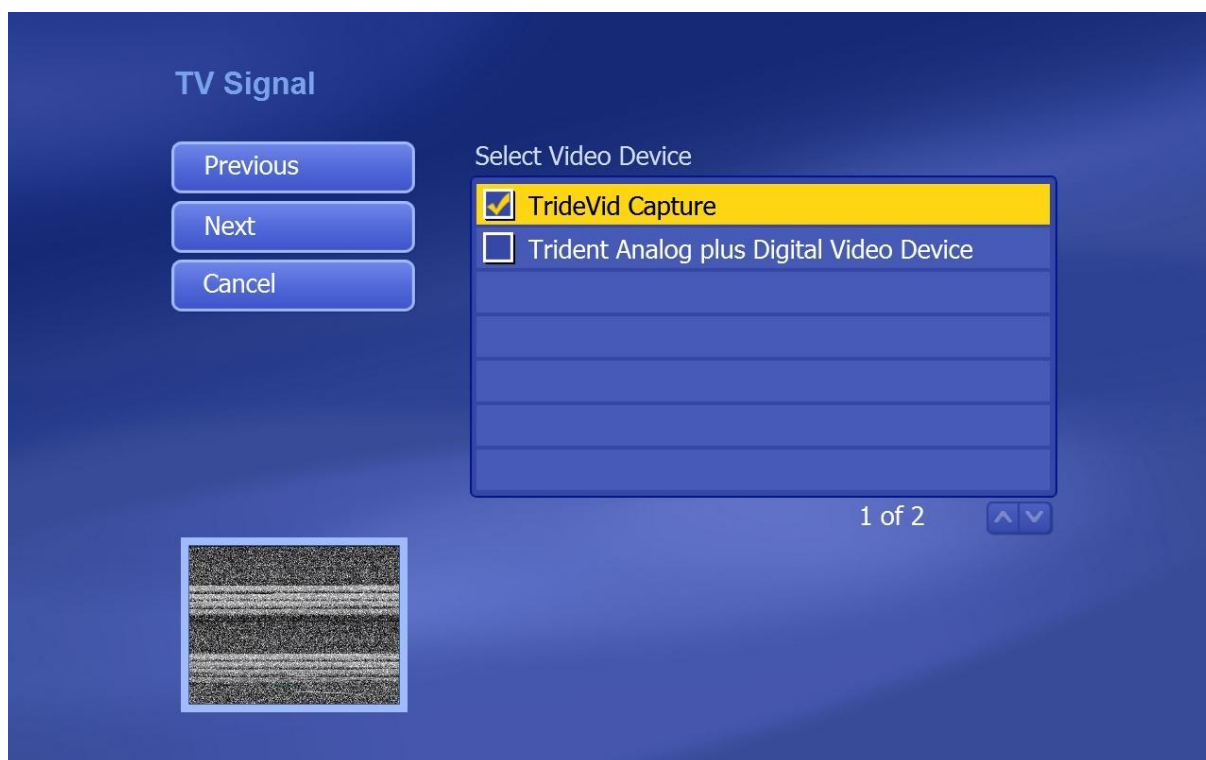 TV Signal
Previous
Next
Cancel
Select Video Device
TrideVid Capture
Trident Analog plus Digital Video Device
1 of 2